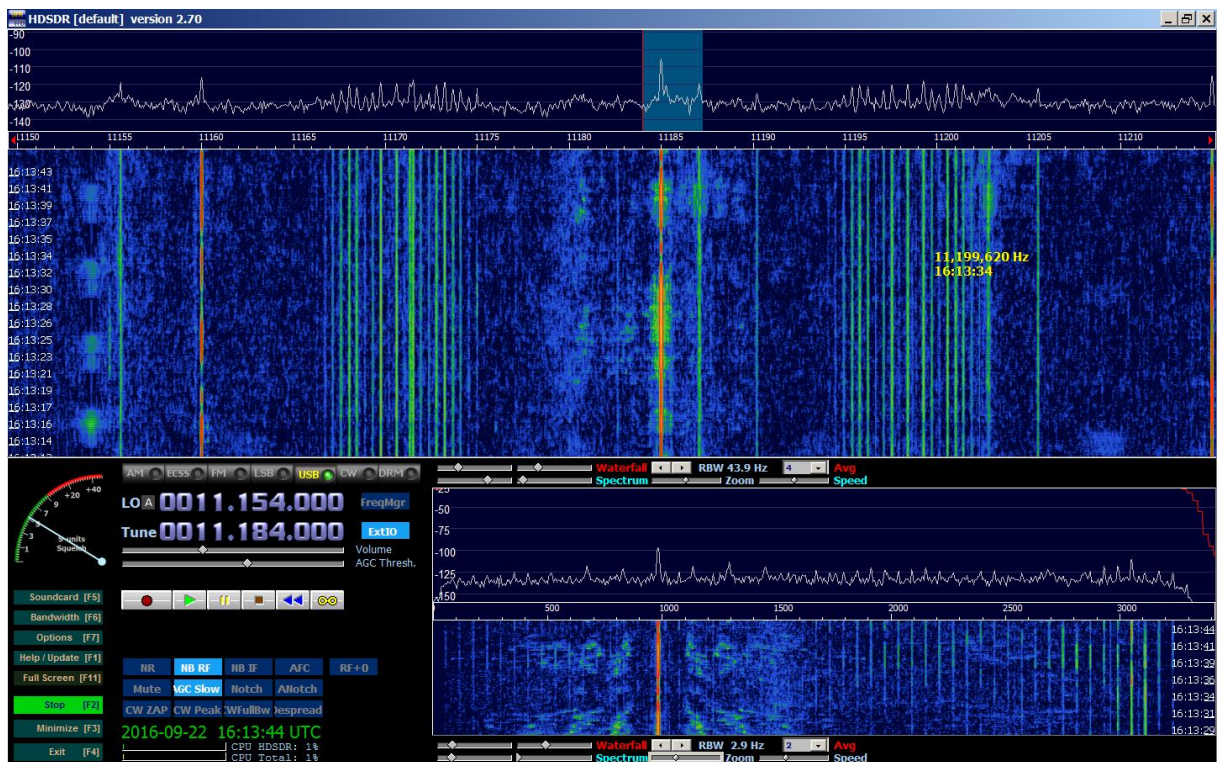 HDSDR [default] version 2.70
-90
-100
-110
-120
-130
-140
11150 11155 11160 11165 11170 11175 11180 11185 11190 11195 11200 11205 11210
16:13:43
16:13:41
16:13:39
16:13:37
16:13:35
16:13:34
16:13:32
16:13:30
16:13:28
16:13:26
16:13:25
16:13:23
16:13:21
16:13:19
16:13:17
16:13:16
16:13:14
11,199,620 Hz
16:13:34
AM ECSS FM LSB USB CW DRM
LO A 0011.154.000 FreqMgr
Tune 0011.184.000 ExtIO
Volume
AGC Thresh.
+20 +40
9
7
3
1
S-units
Squelch
Soundcard [F5]
Bandwidth [F6]
Options [F7]
Help / Update [F1]
Full Screen [F11]
Stop [F2]
Minimize [F3]
Exit [F4]
NR NB RF NB IF AFC RF+0
Mute AGC Slow Notch ANotch
CW ZAP CW Peak CWFullBw Despread
2016-09-22 16:13:44 UTC
CPU HDSDR: 1%
CPU Total: 1%
Waterfall RBW 43.9 Hz 4 Avg
Spectrum Zoom Speed
-25
-50
-75
-100
-125
-150
500 1000 1500 2000 2500 3000
16:13:44
16:13:41
16:13:39
16:13:36
16:13:34
16:13:31
16:13:29
Waterfall RBW 2.9 Hz 2 Avg
Spectrum Zoom Speed